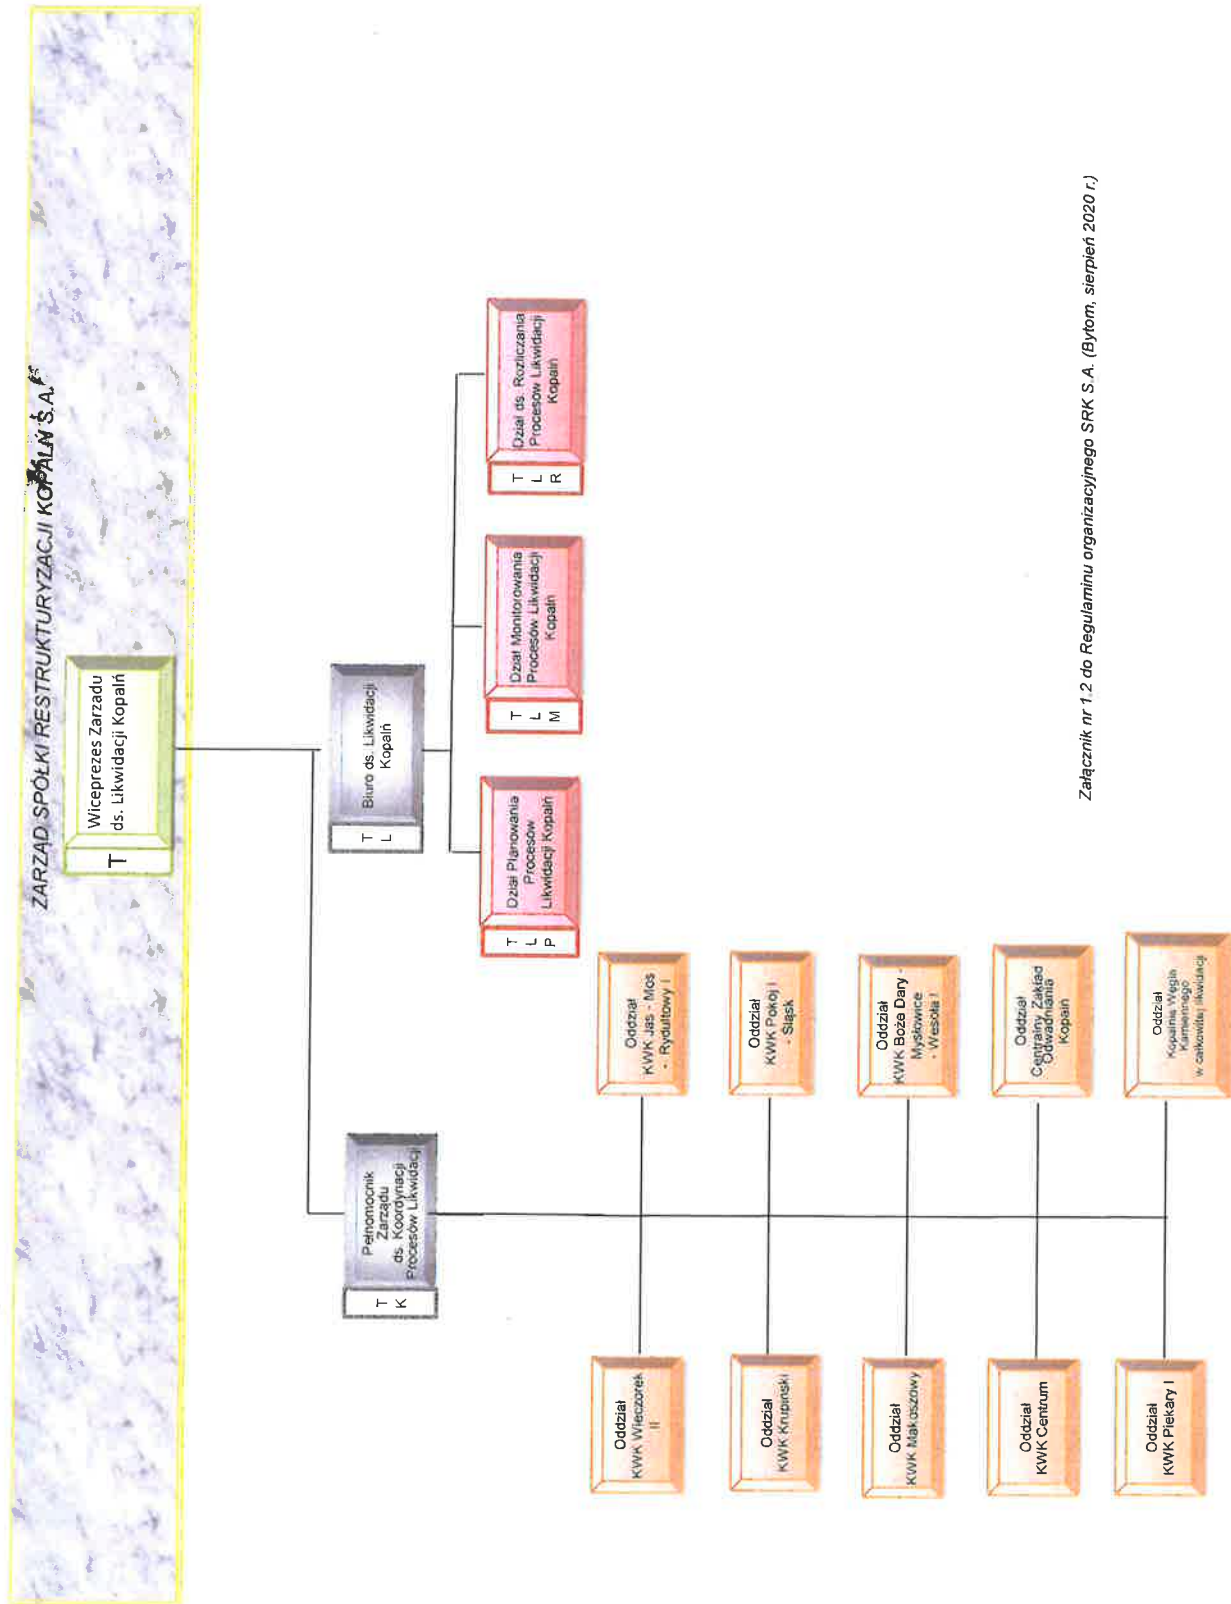 ZARZĄD SPÓŁKI RESTRUKTURYZACJI KOPALŃ S.A.
T
Wiceprezes Zarzadu
ds. Likwidacji Kopalń
T
K
Pełnomocnik
Zarządu
ds. Koordynacji
Procesów Likwidacji
T
L
Biuro ds. Likwidacji
Kopalń
T
L
P
Dział Planowania
Procesów
Likwidacji Kopalń
T
L
M
Dział Monitorowania
Procesów Likwidacji
Kopalń
T
L
R
Dział ds. Rozliczania
Procesów Likwidacji
Kopalń
Oddział
KWK Wieczorek
II
Oddział
KWK Jas - Mos
- Rydułtowy I
Oddział
KWK Krupiński
Oddział
KWK Pokój I
- Śląsk
Oddział
KWK Makoszowy
Oddział
KWK Boże Dary -
Mysłowice
- Wesoła I
Oddział
KWK Centrum
Oddział
Centralny Zakład
Odwadniania
Kopalń
Oddział
KWK Piekary I
Oddział
Kopalnie Węgla
Kamiennego
w całkowitej likwidacji
Załącznik nr 1.2 do Regulaminu organizacyjnego SRK S.A. (Bytom, sierpień 2020 r.)